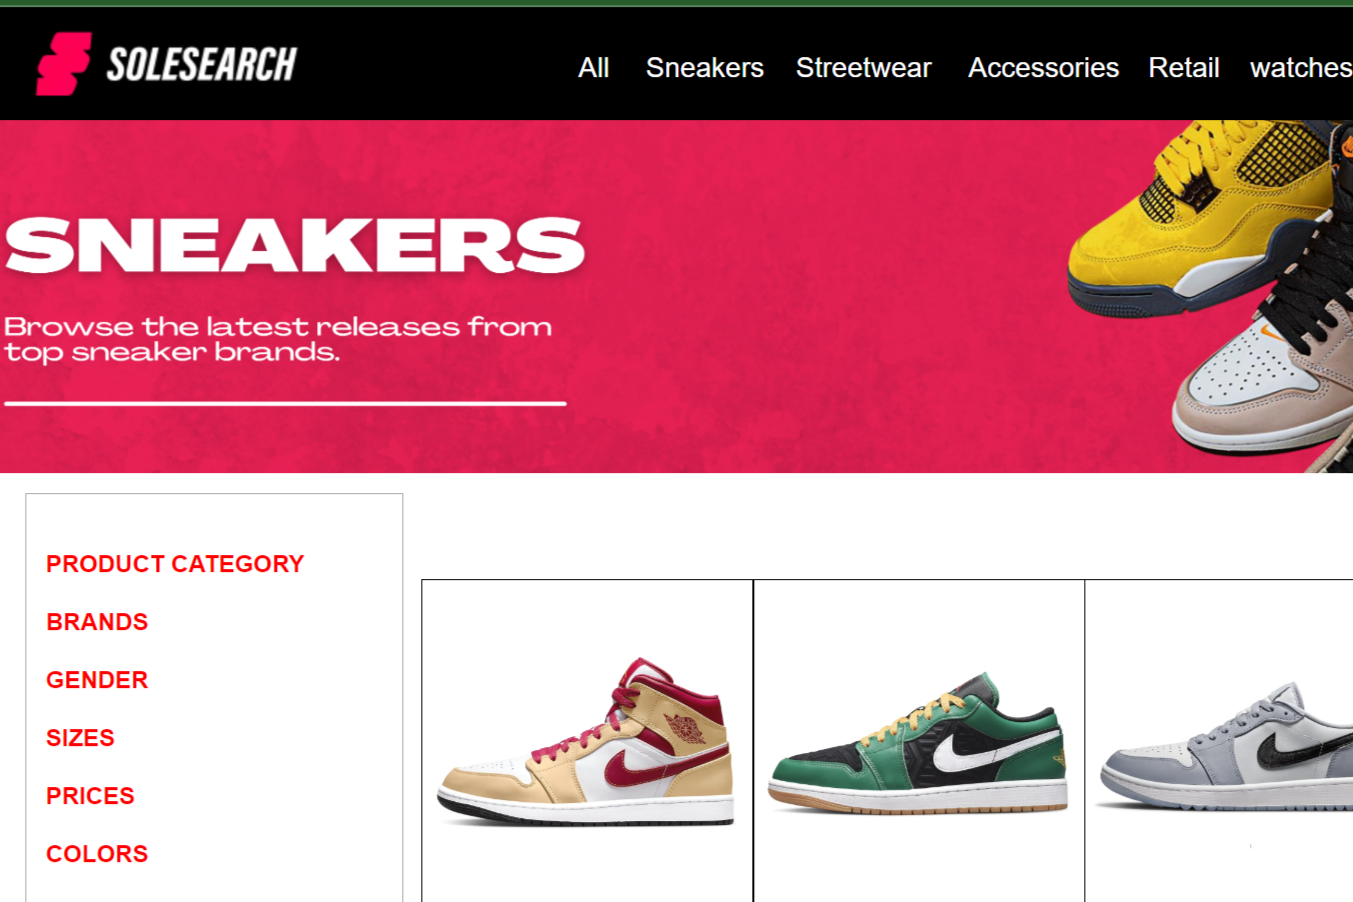 SOLESEARCH
All Sneakers Streetwear Accessories Retail watches
SNEAKERS
Browse the latest releases from
top sneaker brands.
PRODUCT CATEGORY
BRANDS
GENDER
SIZES
PRICES
COLORS